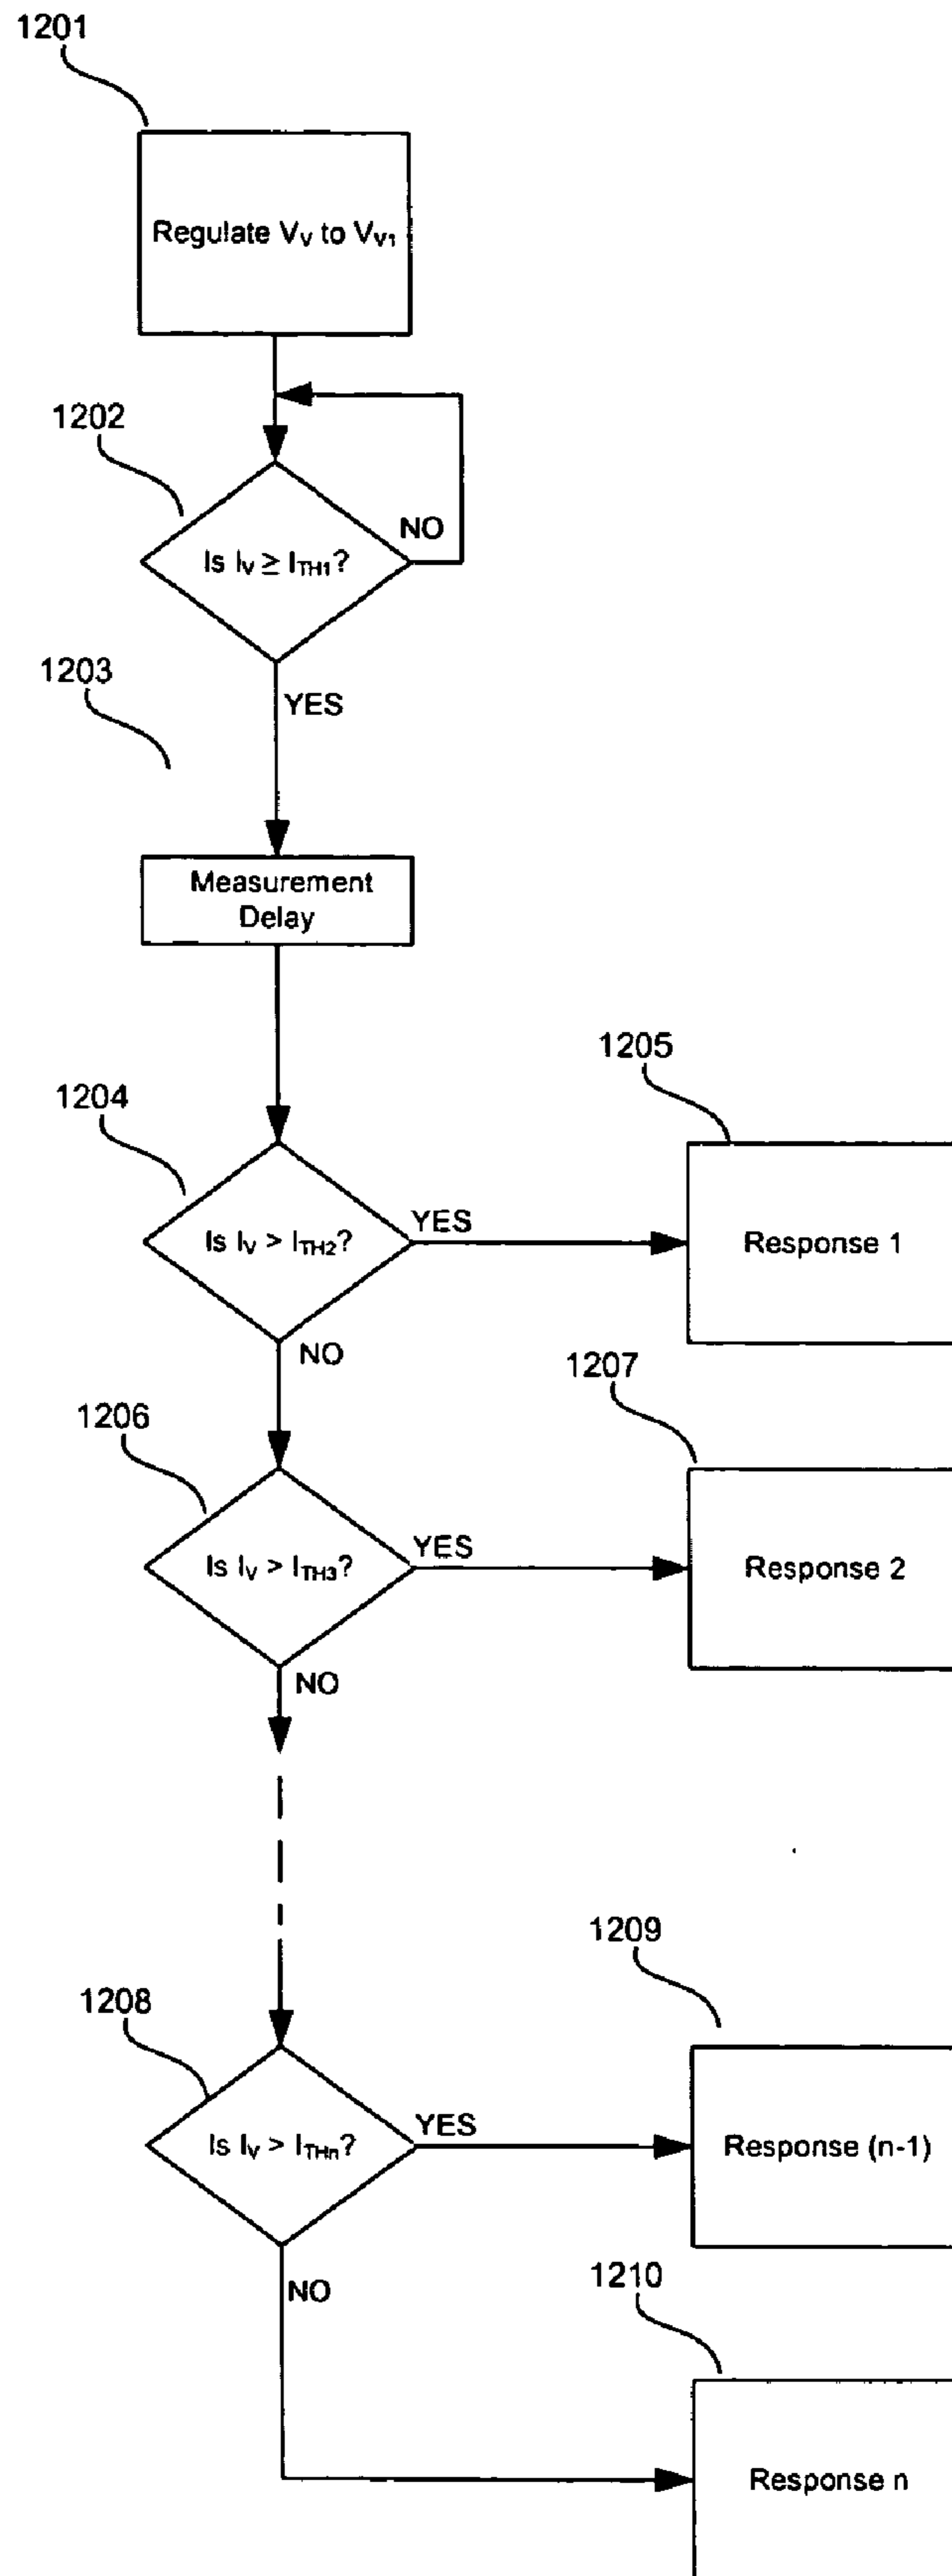 1201
Regulate V_V to V_V1
1202
Is I_V ≥ I_TH1?
NO
YES
1203
Measurement
Delay
1204
Is I_V > I_TH2?
YES
NO
1205
Response 1
1206
Is I_V > I_TH3?
YES
NO
1207
Response 2
1208
Is I_V > I_THn?
YES
NO
1209
Response (n-1)
1210
Response n